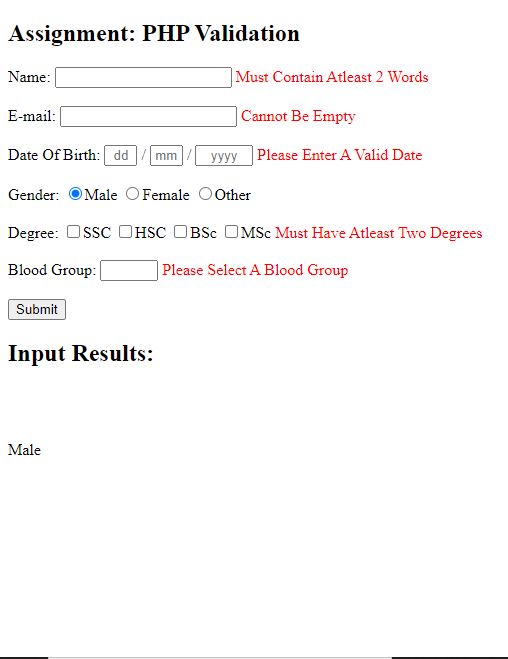 Assignment: PHP Validation
Name: Must Contain Atleast 2 Words
E-mail: Cannot Be Empty
Date Of Birth: dd / mm / yyyy Please Enter A Valid Date
Gender: Male Female Other
Degree: SSC HSC BSc MSc Must Have Atleast Two Degrees
Blood Group: Please Select A Blood Group
Submit
Input Results:
Male